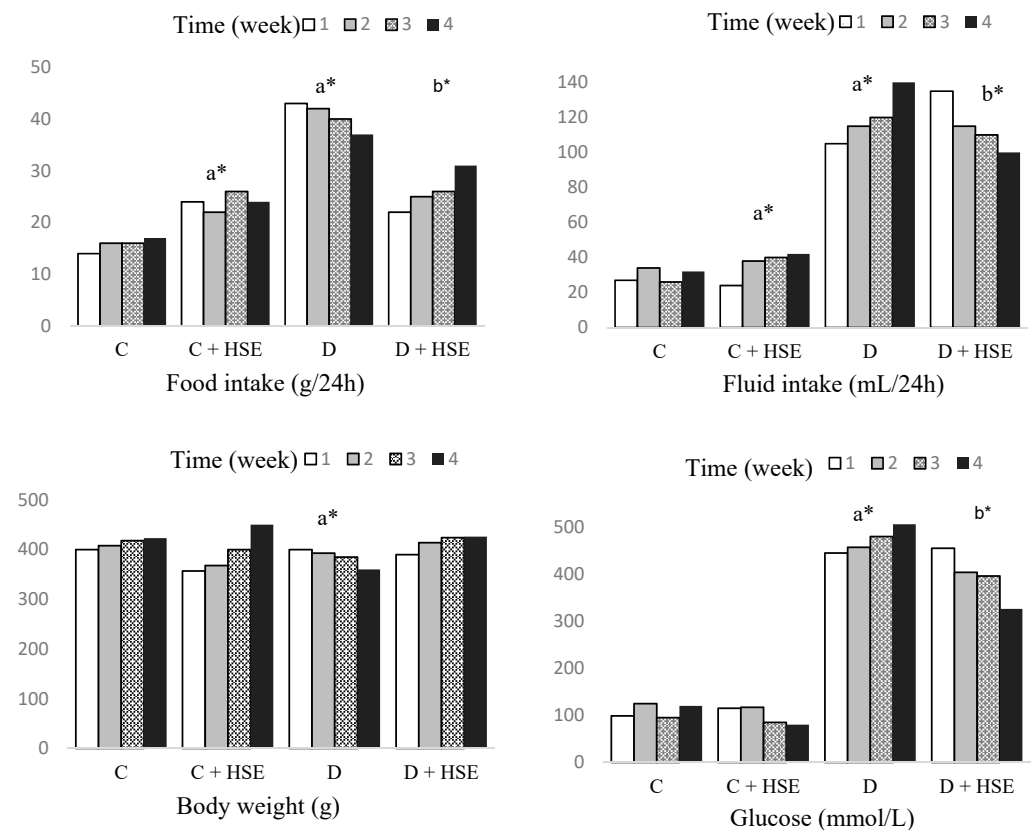 Time (week) 1 2 3 4
50
40
30
20
10
0
a*
a*
b*
C C + HSE D D + HSE
Food intake (g/24h)
Time (week) 1 2 3 4
140
120
100
80
60
40
20
0
a*
a*
b*
C C + HSE D D + HSE
Fluid intake (mL/24h)
Time (week) 1 2 3 4
500
400
300
200
100
0
a*
C C + HSE D D + HSE
Body weight (g)
Time (week) 1 2 3 4
500
400
300
200
100
0
a*
b*
C C + HSE D D + HSE
Glucose (mmol/L)